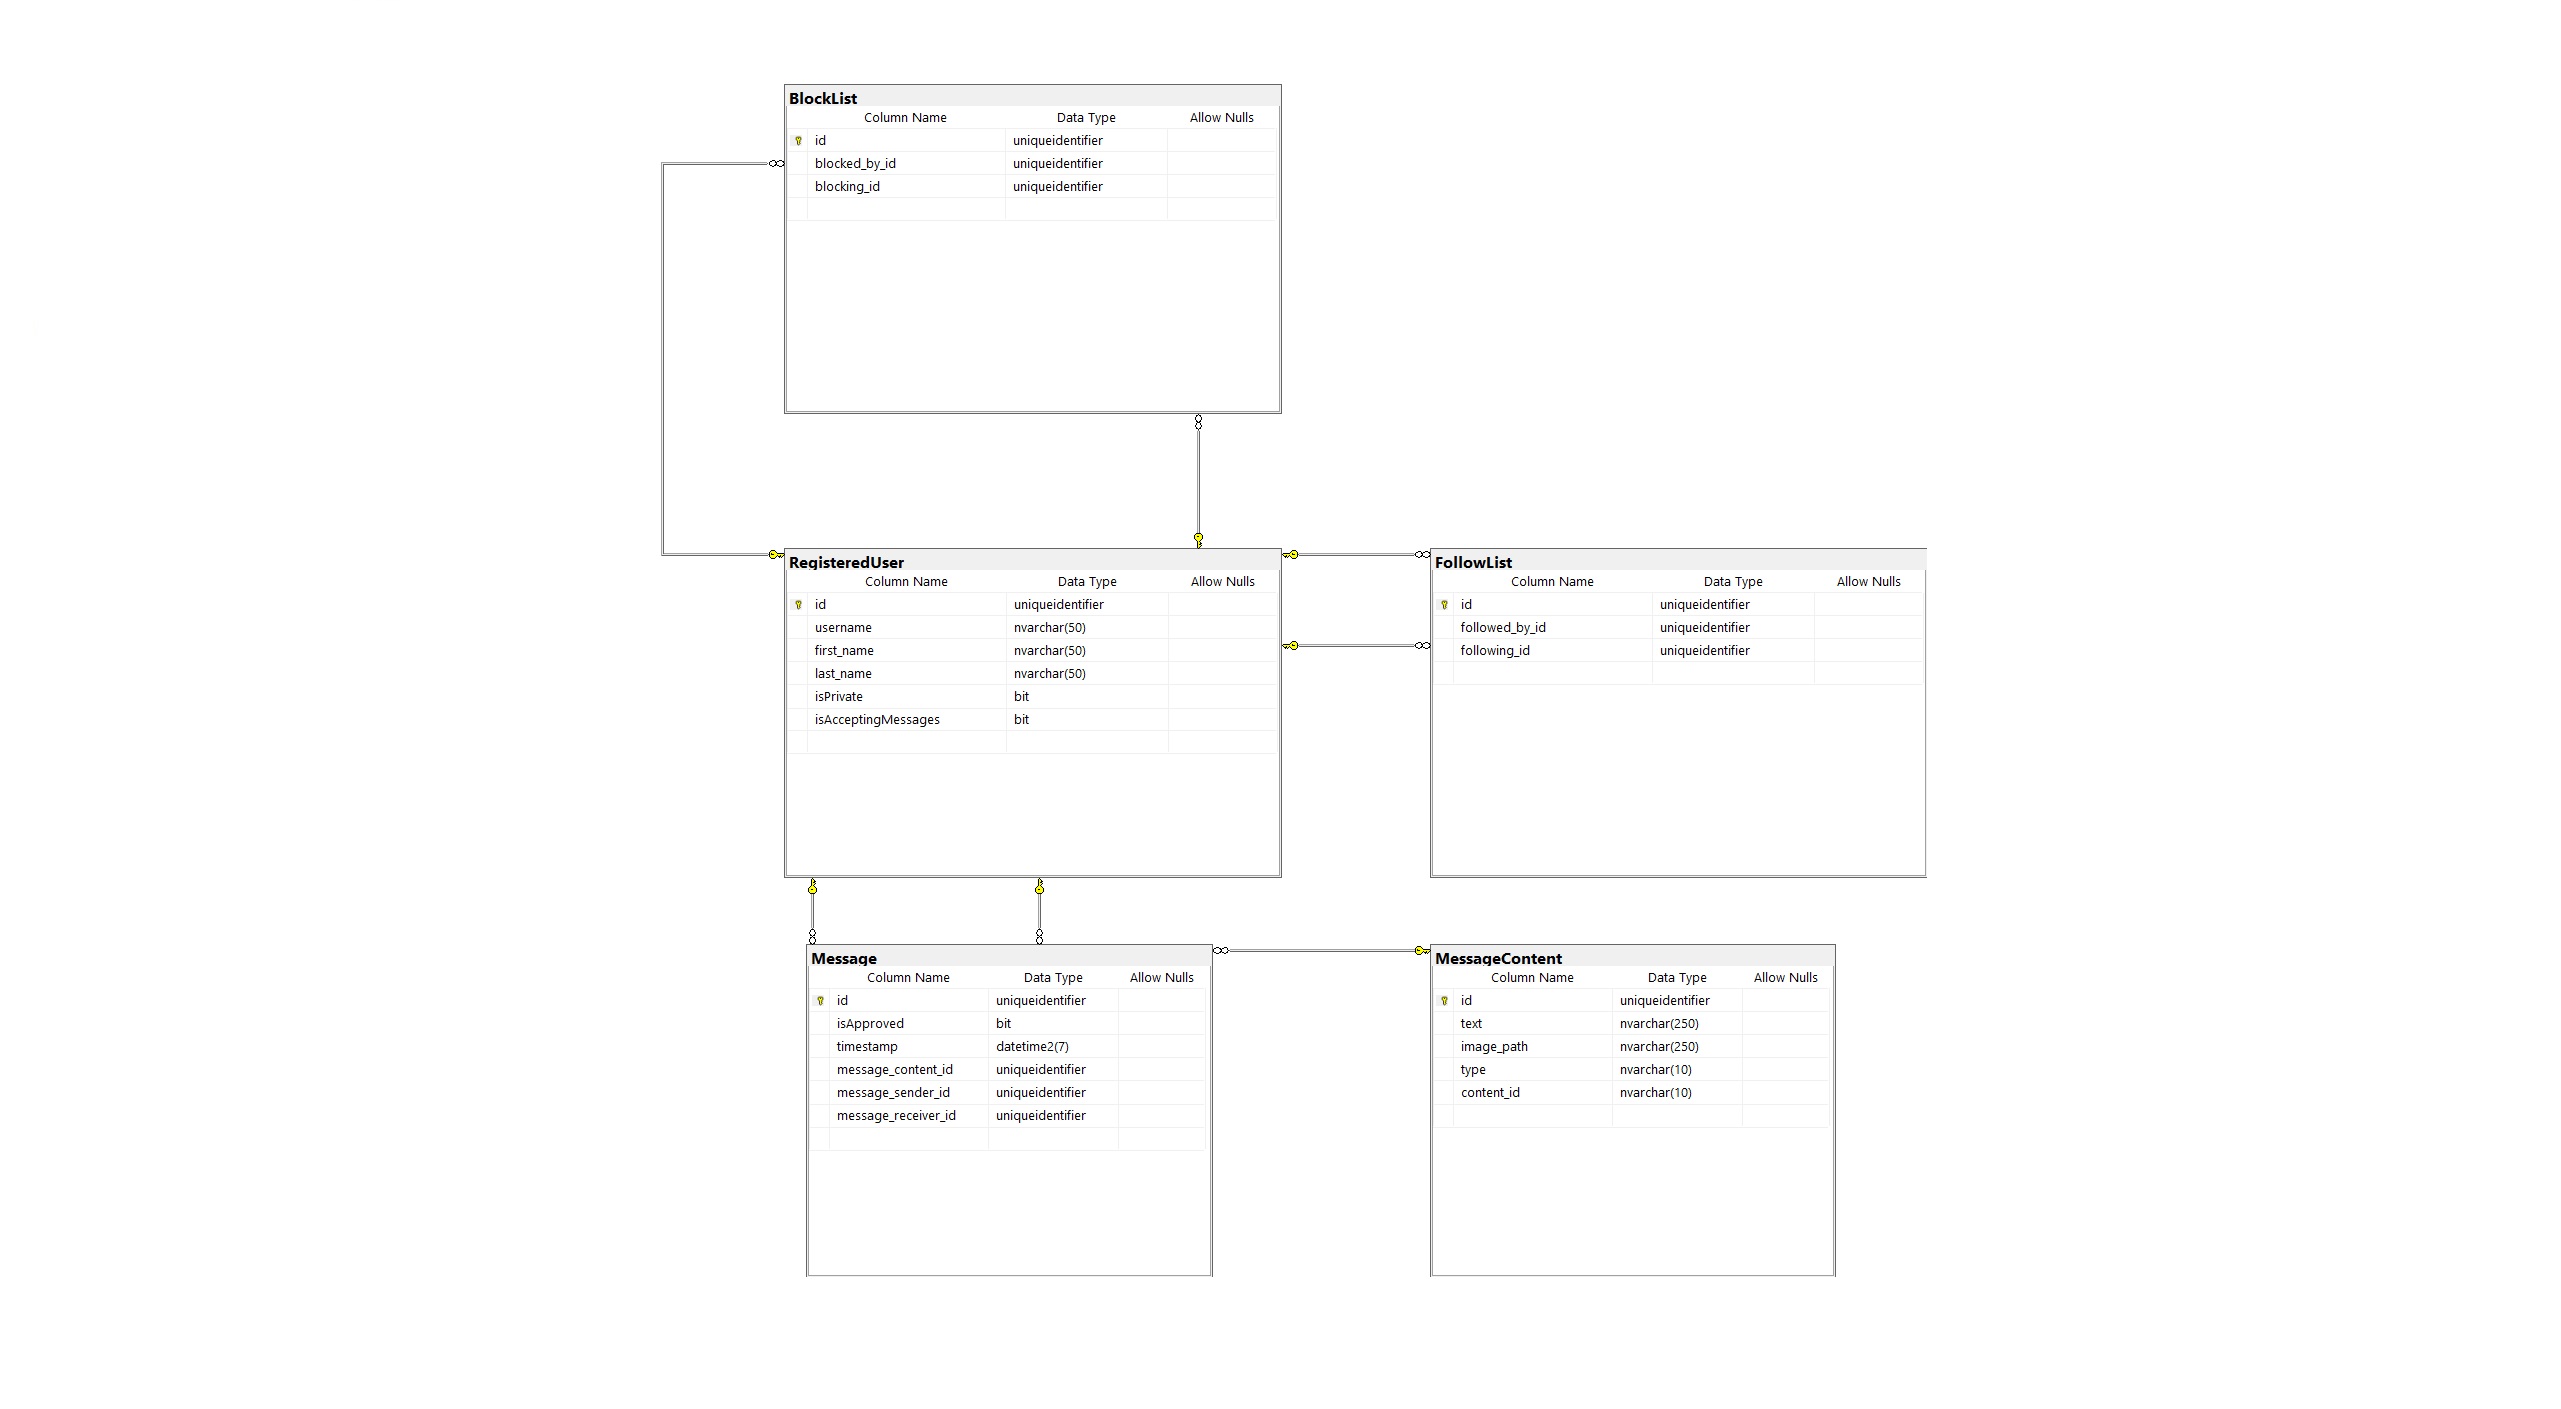 BlockList
Column Name Data Type Allow Nulls
id uniqueidentifier
blocked_by_id uniqueidentifier
blocking_id uniqueidentifier
RegisteredUser
Column Name Data Type Allow Nulls
id uniqueidentifier
username nvarchar(50)
first_name nvarchar(50)
last_name nvarchar(50)
isPrivate bit
isAcceptingMessages bit
FollowList
Column Name Data Type Allow Nulls
id uniqueidentifier
followed_by_id uniqueidentifier
following_id uniqueidentifier
Message
Column Name Data Type Allow Nulls
id uniqueidentifier
isApproved bit
timestamp datetime2(7)
message_content_id uniqueidentifier
message_sender_id uniqueidentifier
message_receiver_id uniqueidentifier
MessageContent
Column Name Data Type Allow Nulls
id uniqueidentifier
text nvarchar(250)
image_path nvarchar(250)
type nvarchar(10)
content_id nvarchar(10)